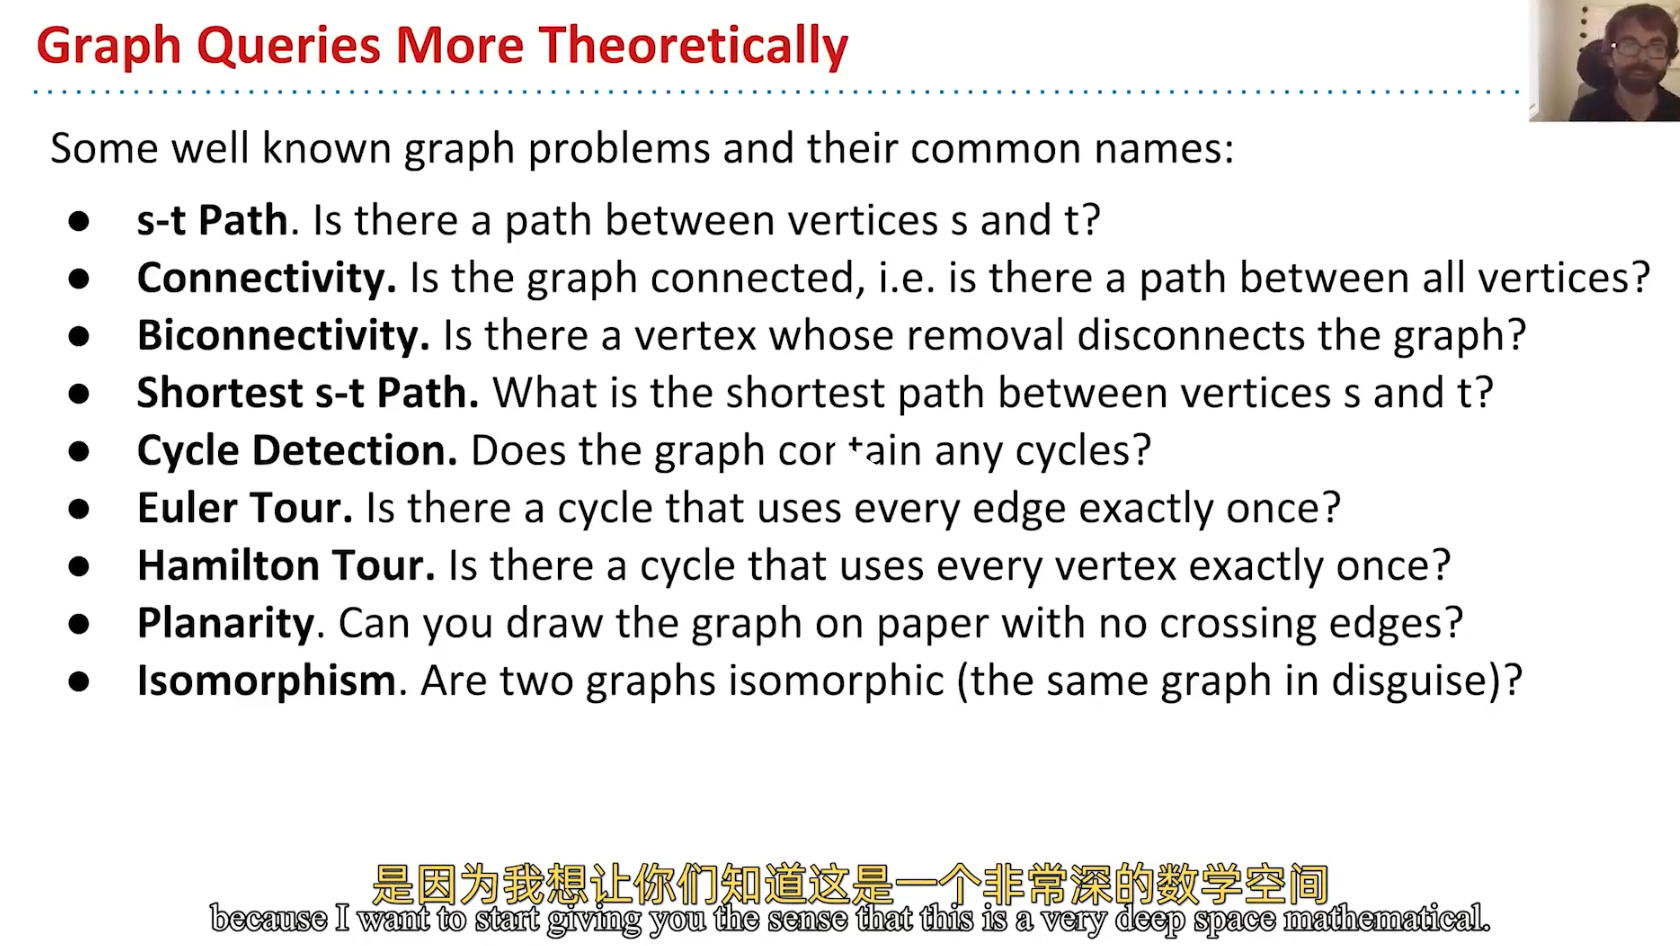 Graph Queries More Theoretically
Some well known graph problems and their common names:
● s-t Path. Is there a path between vertices s and t?
● Connectivity. Is the graph connected, i.e. is there a path between all vertices?
● Biconnectivity. Is there a vertex whose removal disconnects the graph?
● Shortest s-t Path. What is the shortest path between vertices s and t?
● Cycle Detection. Does the graph contain any cycles?
● Euler Tour. Is there a cycle that uses every edge exactly once?
● Hamilton Tour. Is there a cycle that uses every vertex exactly once?
● Planarity. Can you draw the graph on paper with no crossing edges?
● Isomorphism. Are two graphs isomorphic (the same graph in disguise)?
是因为我想让你们知道这是一个非常深的数学空间
because I want to start giving you the sense that this is a very deep space mathematical.